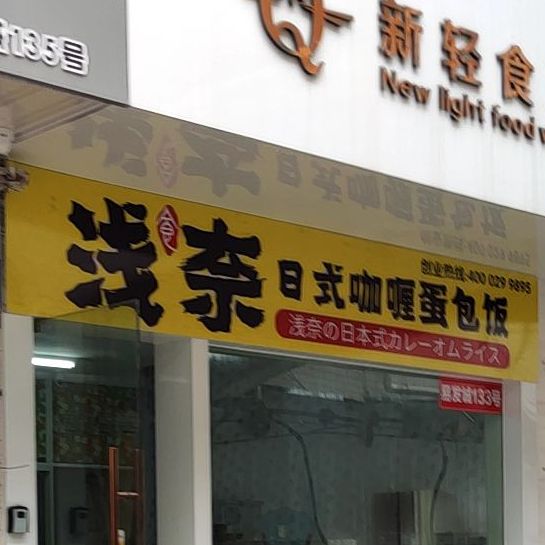 135号
新轻食
New light food
浅奈
食
日式咖喱蛋包饭
创业热线:400 029 9895
浅奈の日本式カレーオムライス
133号